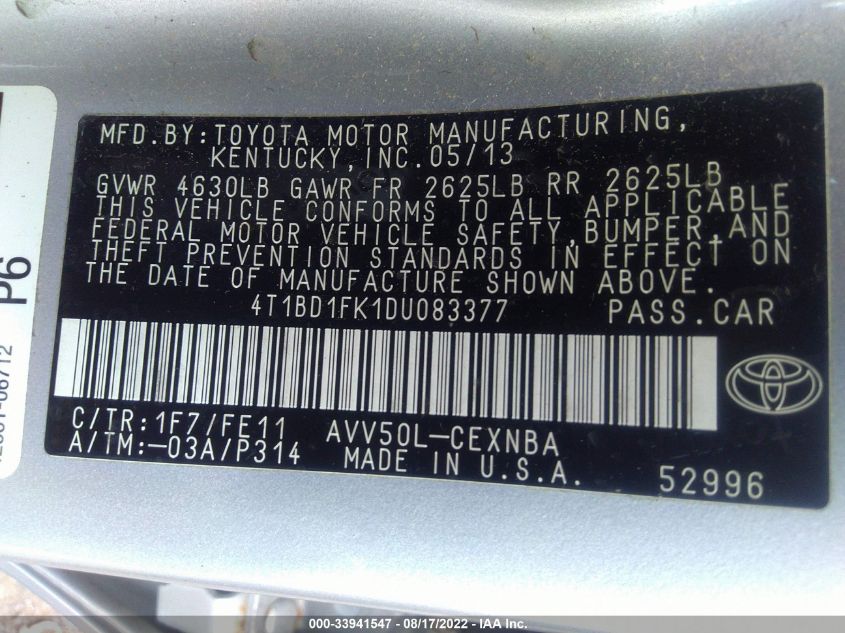 MFD.BY:TOYOTA MOTOR MANUFACTURING,
KENTUCKY,INC.05/13
GVWR 4630LB GAWR FR 2625LB RR 2625LB
THIS VEHICLE CONFORMS TO ALL APPLICABLE
FEDERAL MOTOR VEHICLE SAFETY,BUMPER,AND
THEFT PREVENTION STANDARDS IN EFFECT ON
THE DATE OF MANUFACTURE SHOWN ABOVE.
4T1BD1FK1DU083377 PASS.CAR
C/TR:1F7/FE11 AVV50L-CEXNBA
A/TM:-03A/P314 MADE IN U.S.A. 52996
P6
000-33941547 - 08/17/2022 - IAA Inc.